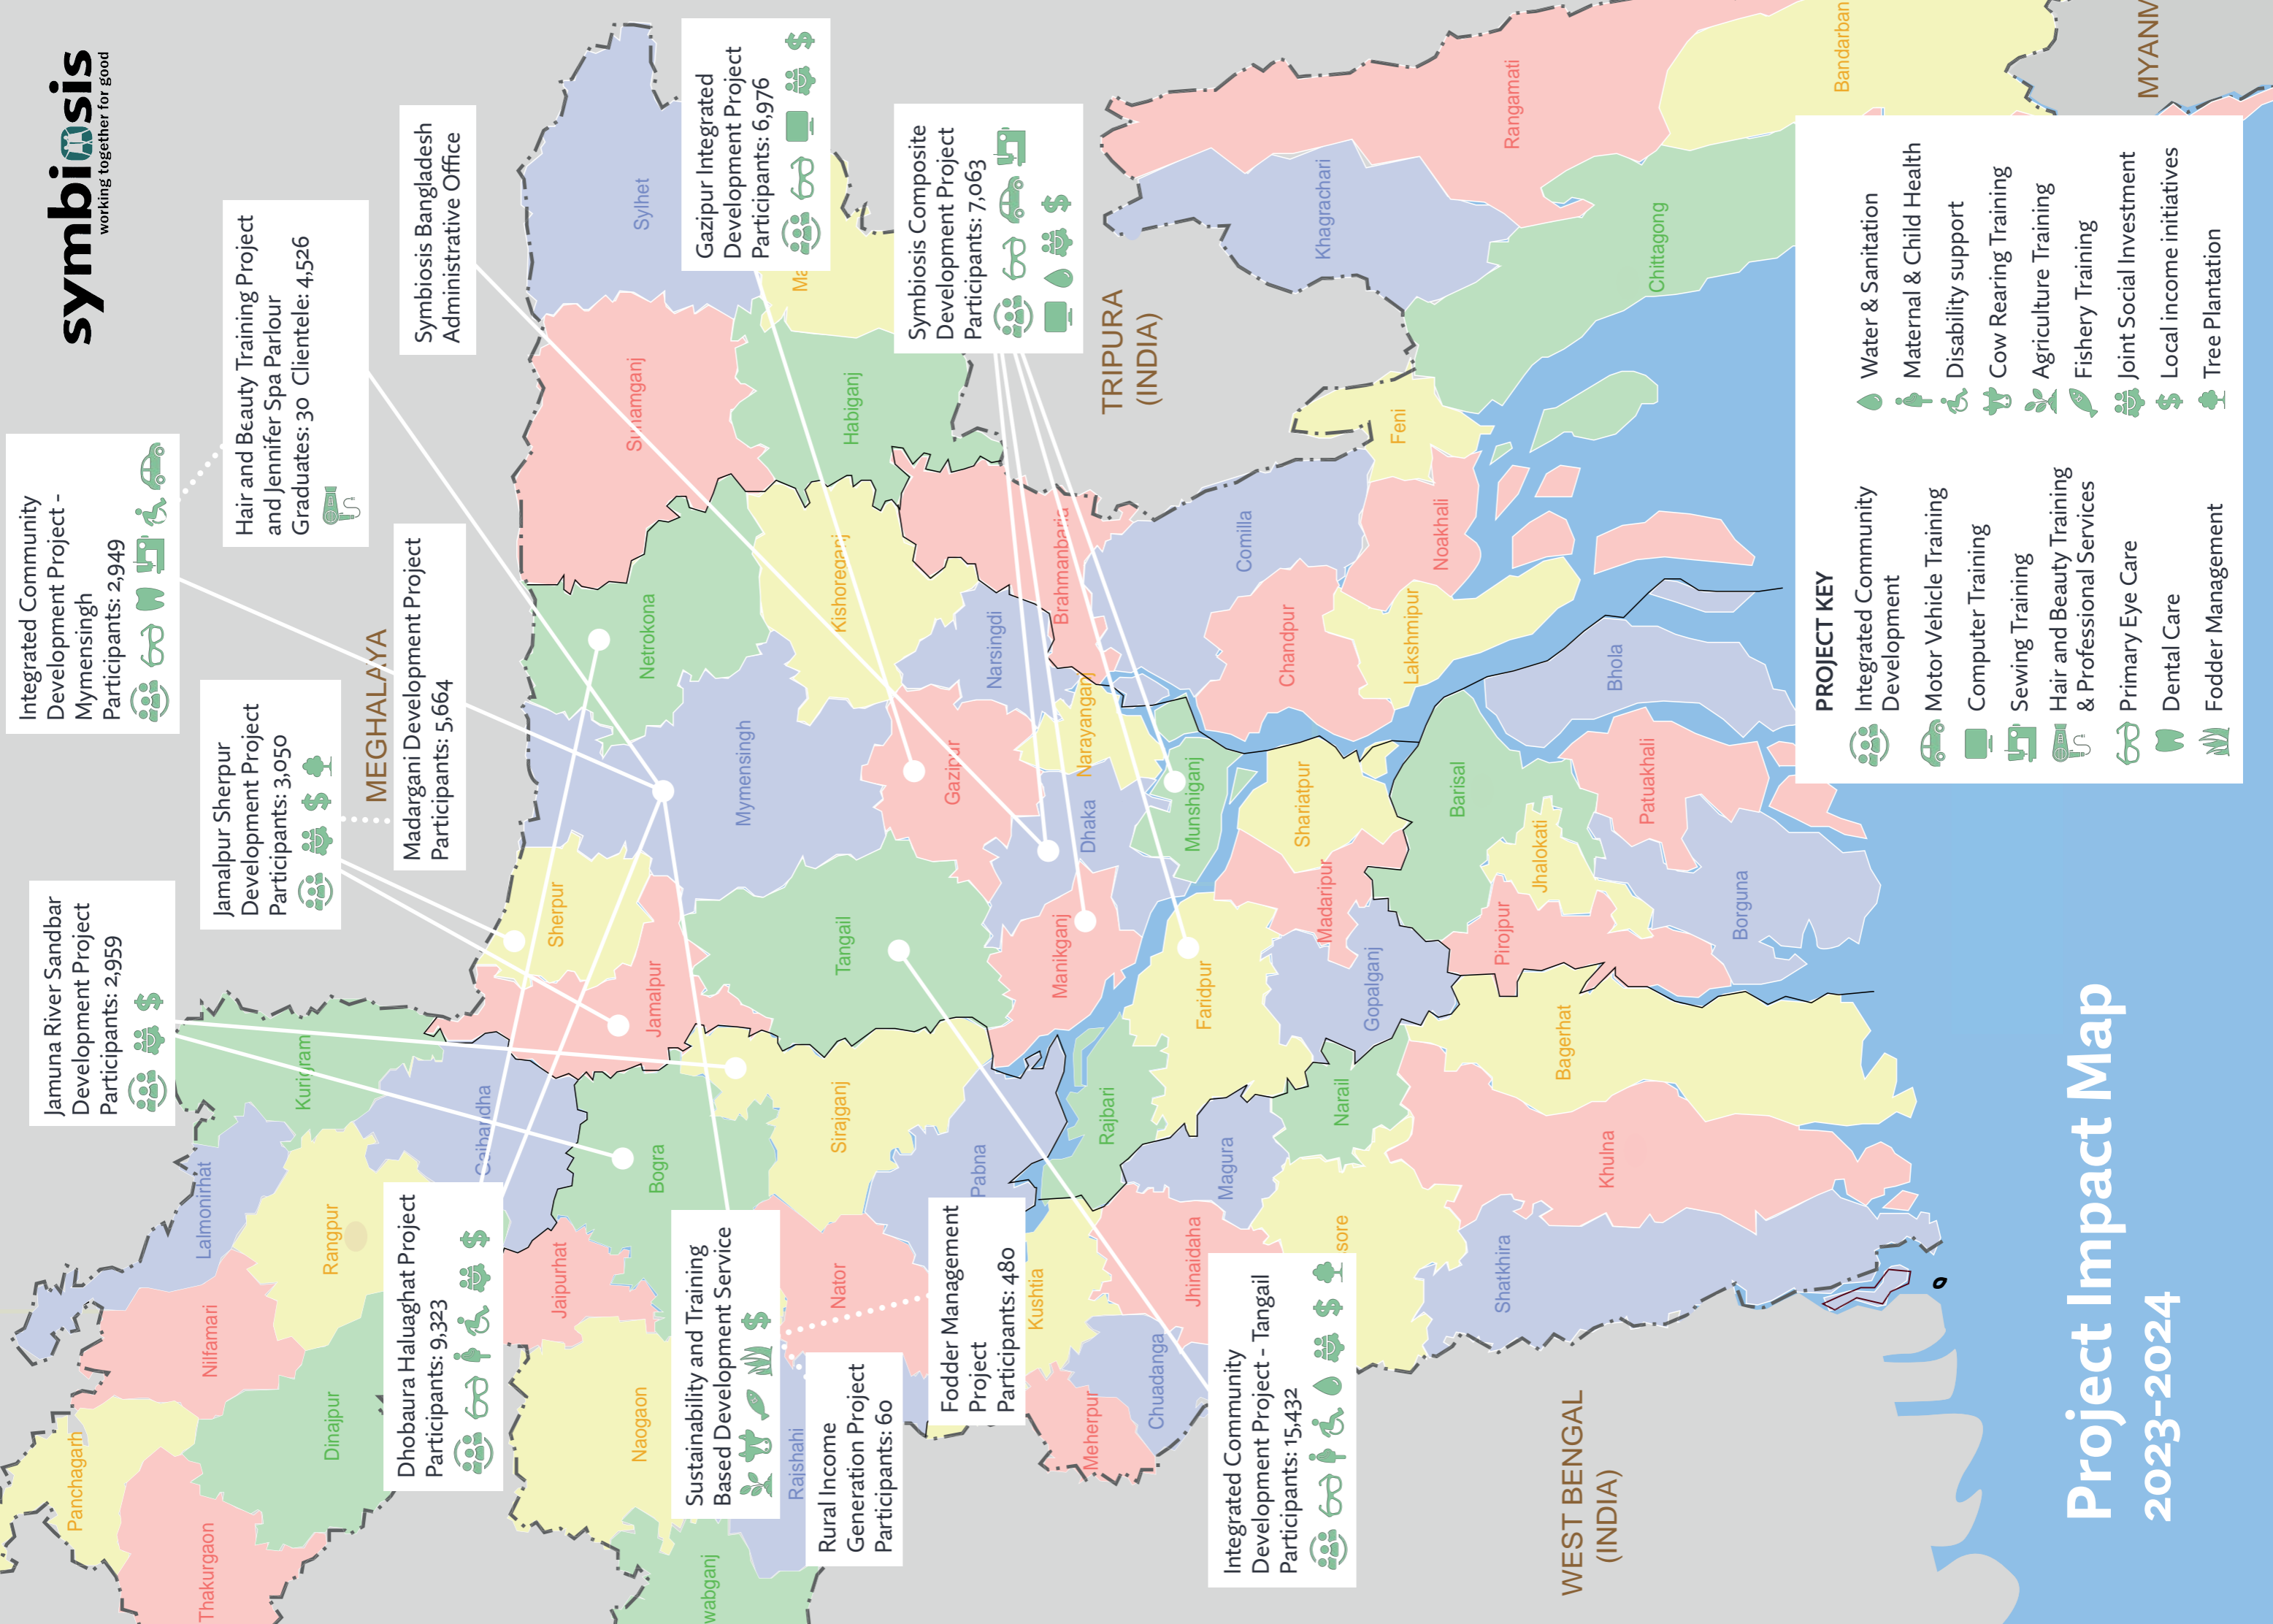 symbiosis
working together for good
Integrated Community
Development Project -
Mymensingh
Participants: 2,949
Hair and Beauty Training Project
and Jennifer Spa Parlour
Graduates: 30 Clientele: 4,526
Symbiosis Bangladesh
Administrative Office
Gazipur Integrated
Development Project
Participants: 6,976
Symbiosis Composite
Development Project
Participants: 7,063
Jamuna River Sandbar
Development Project
Participants: 2,959
Jamalpur Sherpur
Development Project
Participants: 3,050
Madargani Development Project
Participants: 5,664
Dhobaura Haluaghat Project
Participants: 9,323
Sustainability and Training
Based Development Service
Rural Income
Generation Project
Participants: 60
Fodder Management
Project
Participants: 480
Integrated Community
Development Project - Tangail
Participants: 15,432
MEGHALAYA
TRIPURA
(INDIA)
WEST BENGAL
(INDIA)
MYANM
Panchagarh
Thakurgaon
Nilfamari
Dinajpur
Lalmonirhat
Rangpur
Kurigram
Gaibandha
Jaipurhat
Naogaon
wabganj
Rajshahi
Bogra
Nator
Sirajganj
Pabna
Kushtia
Meherpur
Chuadanga
Jhinaidaha
Magura
sore
Narail
Rajbari
Sherpur
Jamalpur
Tangail
Mymensingh
Netrokona
Kishoreganj
Sunamganj
Sylhet
Habiganj
Ma
Gazipur
Narsingdi
Brahmanbaria
Narayanganj
Dhaka
Manikganj
Munshiganj
Faridpur
Shariatpur
Madaripur
Gopalganj
Comilla
Chandpur
Lakshmipur
Noakhali
Feni
Khagrachari
Rangamati
Chittagong
Bandarban
Barisal
Bhola
Patuakhali
Jhalokati
Pirojpur
Borguna
Bagerhat
Khulna
Shatkhira
PROJECT KEY
Integrated Community
Development
Motor Vehicle Training
Computer Training
Sewing Training
Hair and Beauty Training
& Professional Services
Primary Eye Care
Dental Care
Fodder Management
Water & Sanitation
Maternal & Child Health
Disability support
Cow Rearing Training
Agriculture Training
Fishery Training
Joint Social Investment
Local income initiatives
Tree Plantation
Project Impact Map
2023-2024